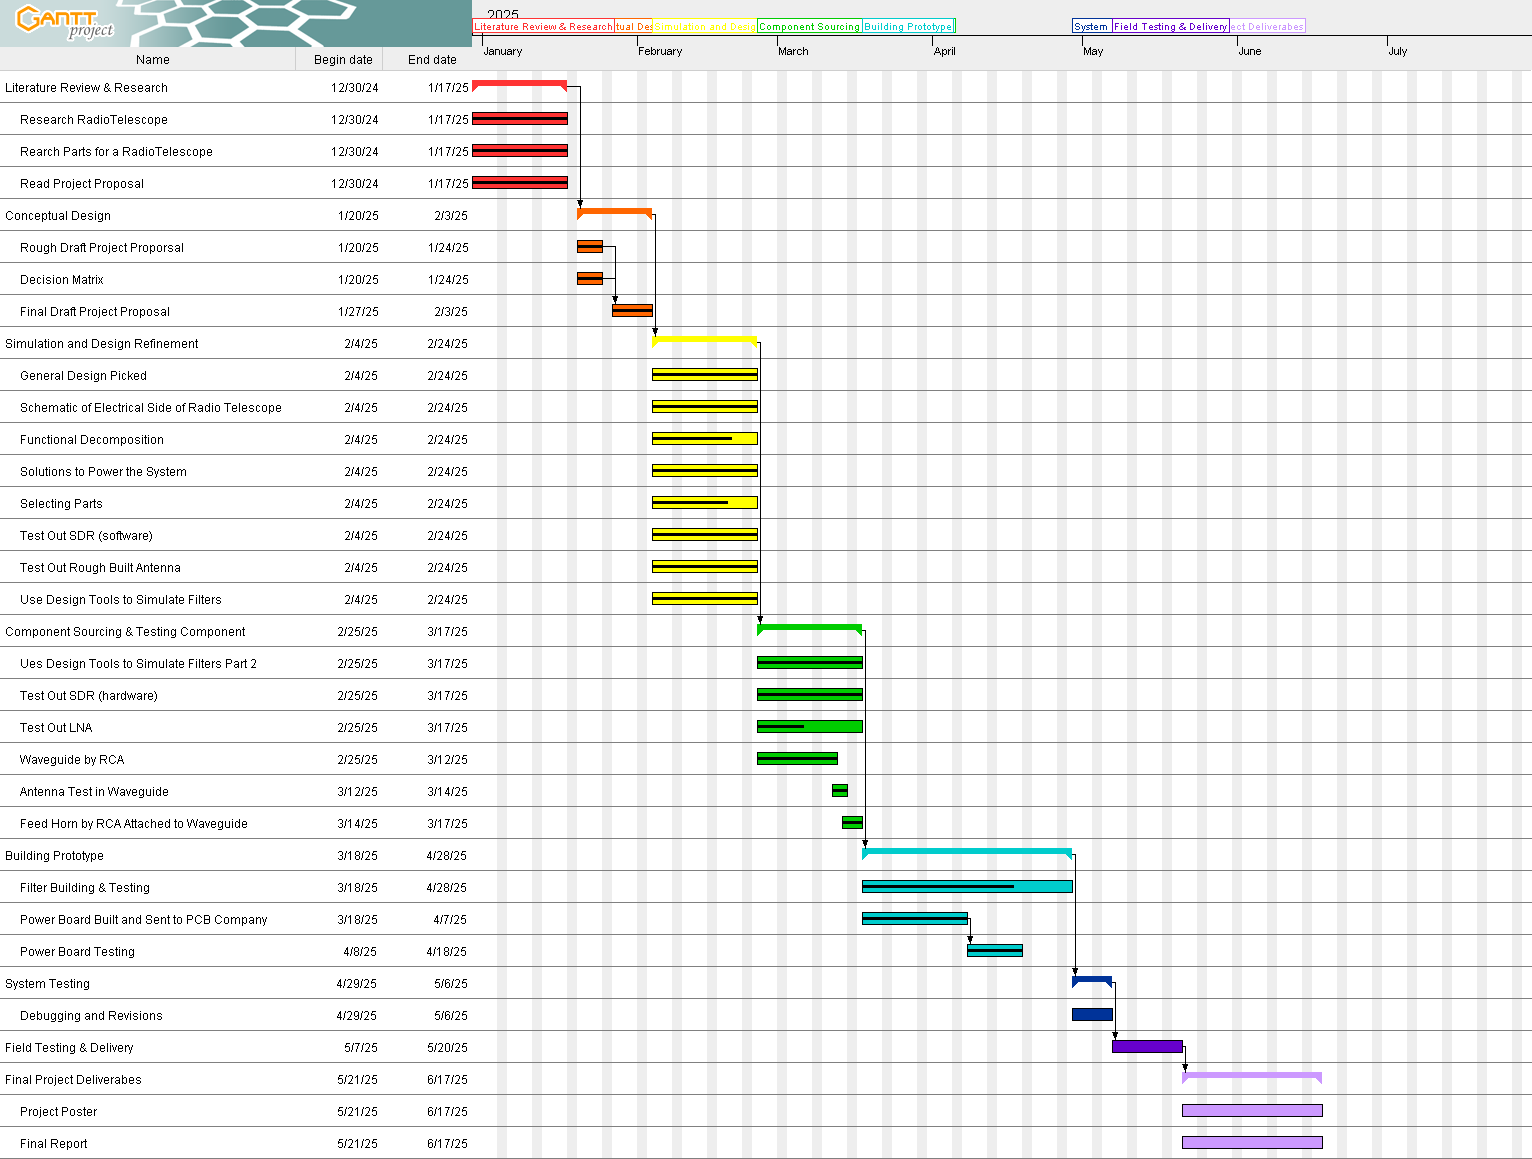 GANTT project
2025
Literature Review & Research tual Des Simulation and Desig Component Sourcing Building Prototype System Field Testing & Delivery ect Deliverabes
January February March April May June July
Name Begin date End date
Literature Review & Research 12/30/24 1/17/25
Research RadioTelescope 12/30/24 1/17/25
Rearch Parts for a RadioTelescope 12/30/24 1/17/25
Read Project Proposal 12/30/24 1/17/25
Conceptual Design 1/20/25 2/3/25
Rough Draft Project Proporsal 1/20/25 1/24/25
Decision Matrix 1/20/25 1/24/25
Final Draft Project Proposal 1/27/25 2/3/25
Simulation and Design Refinement 2/4/25 2/24/25
General Design Picked 2/4/25 2/24/25
Schematic of Electrical Side of Radio Telescope 2/4/25 2/24/25
Functional Decomposition 2/4/25 2/24/25
Solutions to Power the System 2/4/25 2/24/25
Selecting Parts 2/4/25 2/24/25
Test Out SDR (software) 2/4/25 2/24/25
Test Out Rough Built Antenna 2/4/25 2/24/25
Use Design Tools to Simulate Filters 2/4/25 2/24/25
Component Sourcing & Testing Component 2/25/25 3/17/25
Ues Design Tools to Simulate Filters Part 2 2/25/25 3/17/25
Test Out SDR (hardware) 2/25/25 3/17/25
Test Out LNA 2/25/25 3/17/25
Waveguide by RCA 2/25/25 3/12/25
Antenna Test in Waveguide 3/12/25 3/14/25
Feed Horn by RCA Attached to Waveguide 3/14/25 3/17/25
Building Prototype 3/18/25 4/28/25
Filter Building & Testing 3/18/25 4/28/25
Power Board Built and Sent to PCB Company 3/18/25 4/7/25
Power Board Testing 4/8/25 4/18/25
System Testing 4/29/25 5/6/25
Debugging and Revisions 4/29/25 5/6/25
Field Testing & Delivery 5/7/25 5/20/25
Final Project Deliverabes 5/21/25 6/17/25
Project Poster 5/21/25 6/17/25
Final Report 5/21/25 6/17/25